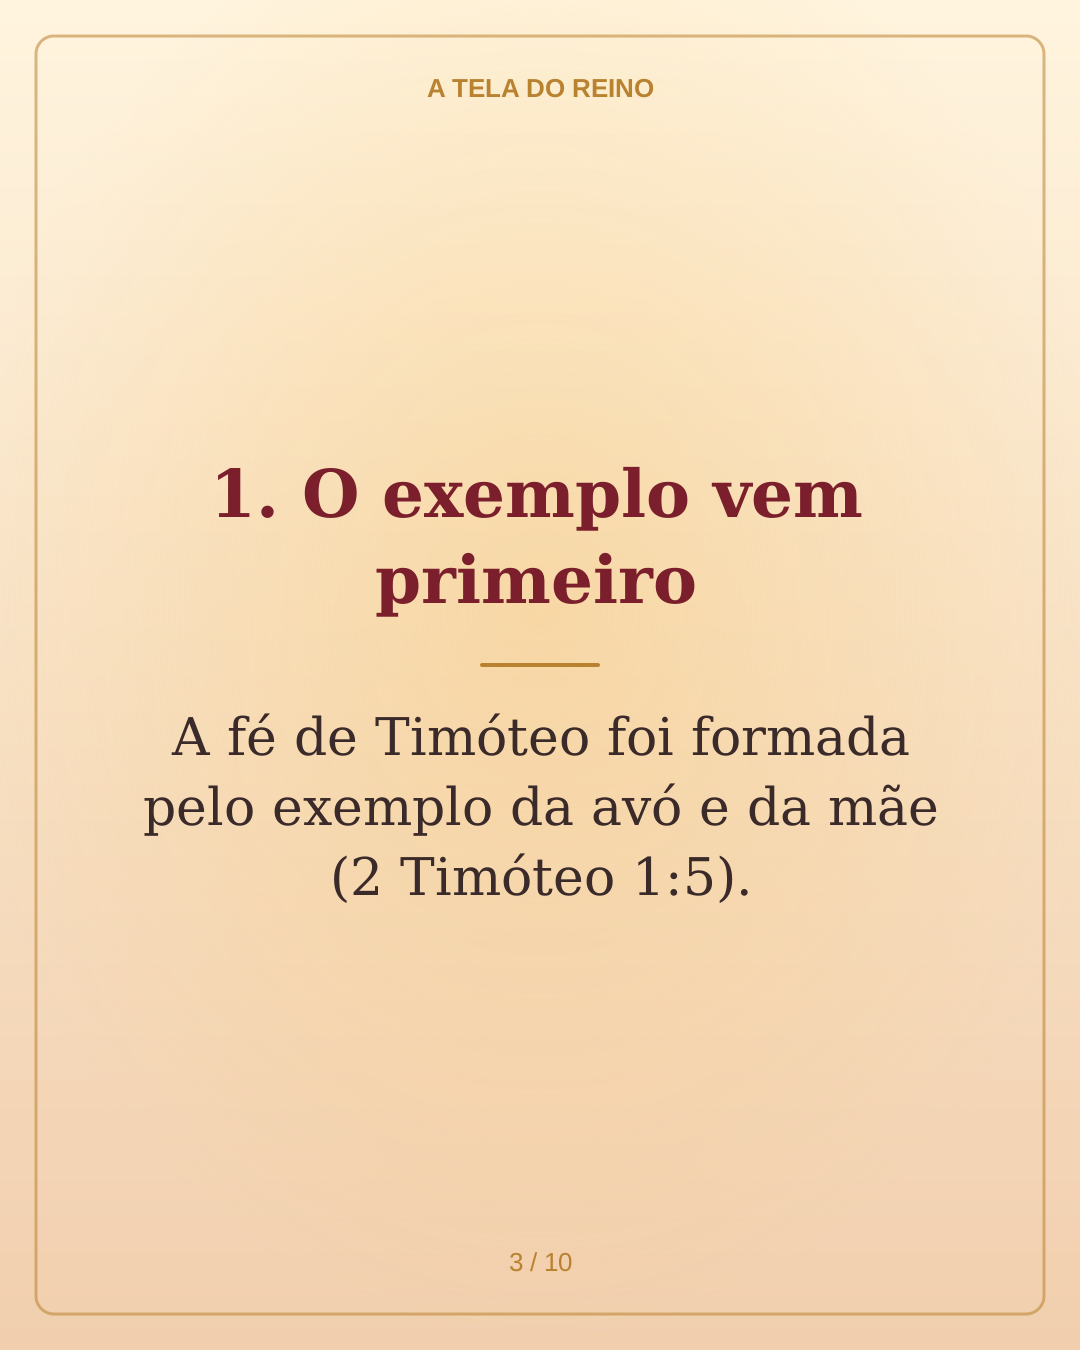 A TELA DO REINO
1. O exemplo vem
primeiro
A fé de Timóteo foi formada
pelo exemplo da avó e da mãe
(2 Timóteo 1:5).
3 / 10